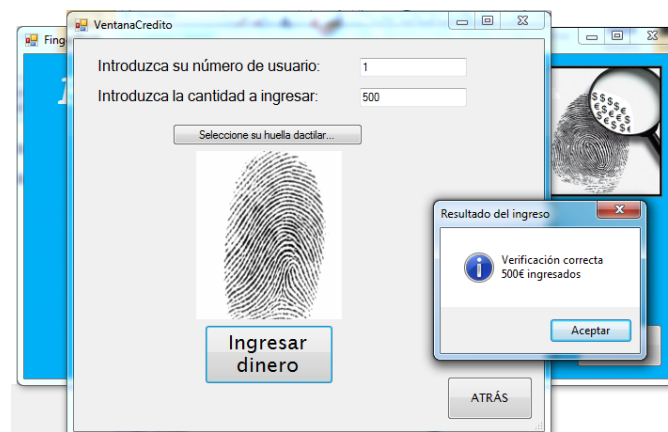 VentanaCredito
Fing
Introduzca su número de usuario:
1
Introduzca la cantidad a ingresar:
500
Seleccione su huella dactilar...
Resultado del ingreso
Verificación correcta
500€ ingresados
Aceptar
Ingresar
dinero
ATRÁS